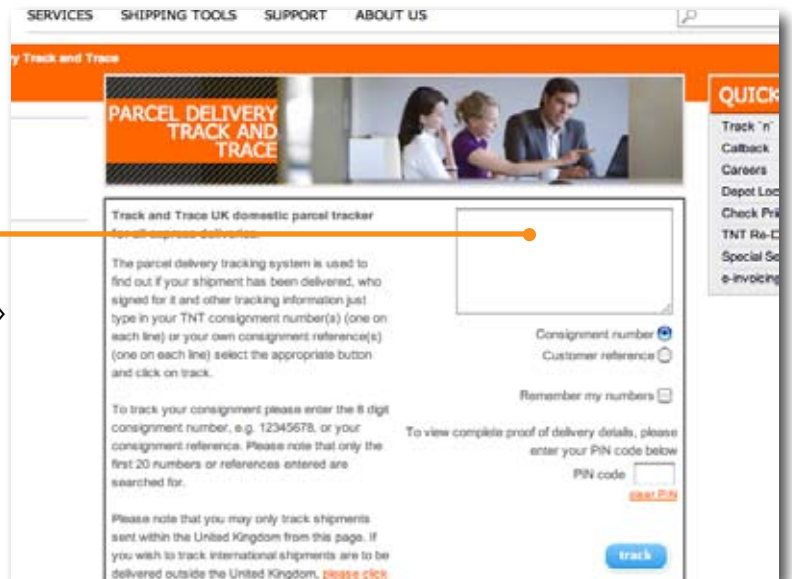 SERVICES SHIPPING TOOLS SUPPORT ABOUT US
y Track and Trace
PARCEL DELIVERY
TRACK AND
TRACE
Track and Trace UK domestic parcel tracker
for all express deliveries.
The parcel delivery tracking system is used to
find out if your shipment has been delivered, who
signed for it and other tracking information just
type in your TNT consignment number(s) (one on
each line) or your own consignment reference(s)
(one on each line) select the appropriate button
and click on track.
To track your consignment please enter the 8 digit
consignment number, e.g. 12345678, or your
consignment reference. Please note that only the
first 20 numbers or references entered are
searched for.
Please note that you may only track shipments
sent within the United Kingdom from this page. If
you wish to track international shipments are to be
delivered outside the United Kingdom, please click
Consignment number
Customer reference
Remember my numbers
To view complete proof of delivery details, please
enter your PIN code below
PIN code
clear PIN
track
QUICK
Track `n`
Callback
Careers
Depot Loc
Check Pri
TNT Re-D
Special Se
e-invoicing